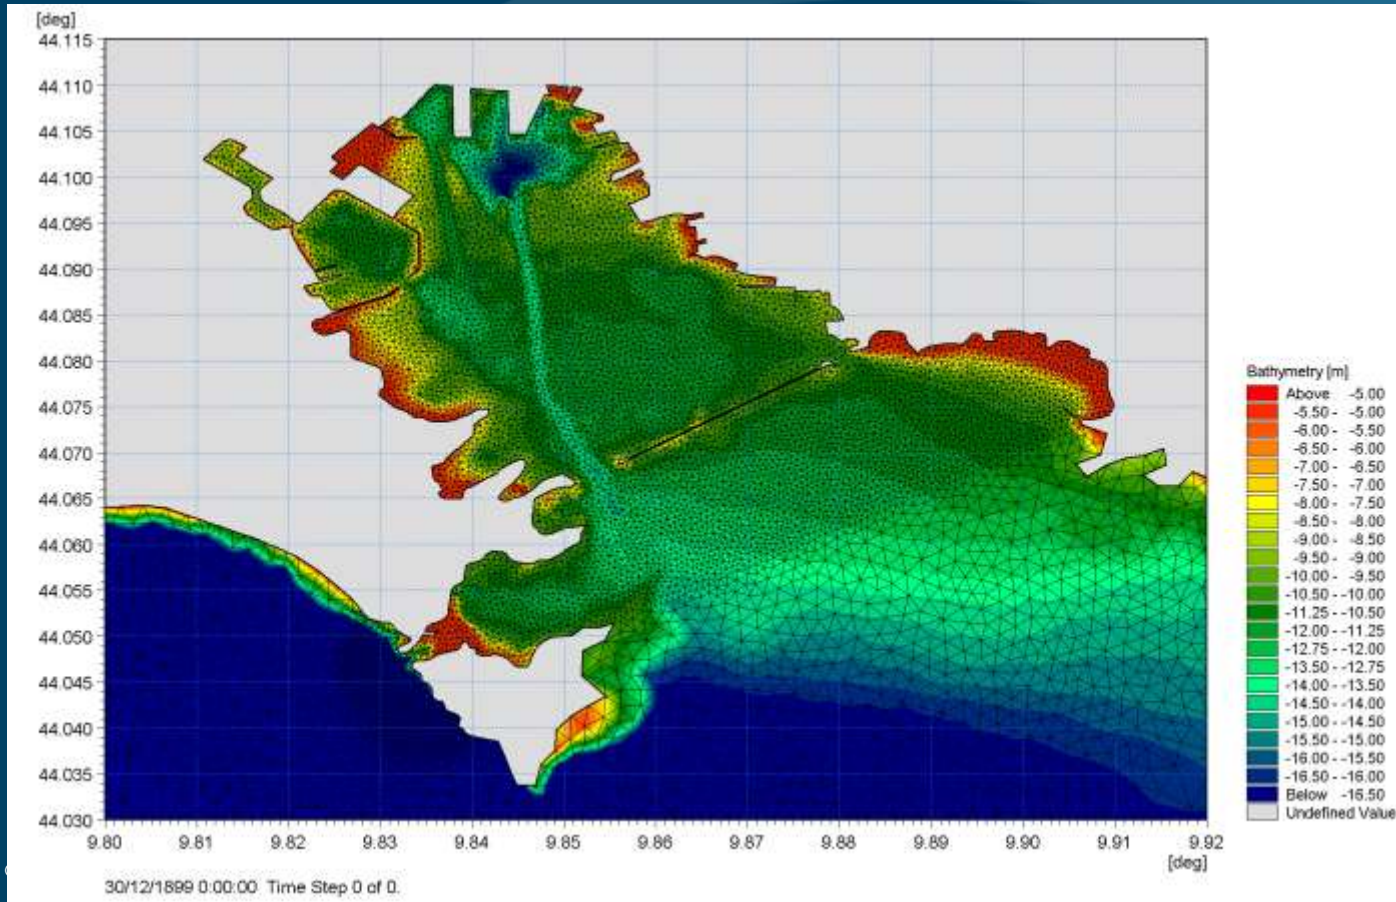 [deg]
44.115
44.110
44.105
44.100
44.095
44.090
44.085
44.080
44.075
44.070
44.065
44.060
44.055
44.050
44.045
44.040
44.035
44.030
9.80 9.81 9.82 9.83 9.84 9.85 9.86 9.87 9.88 9.89 9.90 9.91 9.92
[deg]
30/12/1899 0:00:00 Time Step 0 of 0.
Bathymetry [m]
Above -5.00
-5.50 - -5.00
-6.00 - -5.50
-6.50 - -6.00
-7.00 - -6.50
-7.50 - -7.00
-8.00 - -7.50
-8.50 - -8.00
-9.00 - -8.50
-9.50 - -9.00
-10.00 - -9.50
-10.50 - -10.00
-11.25 - -10.50
-12.00 - -11.25
-12.75 - -12.00
-13.50 - -12.75
-14.00 - -13.50
-14.50 - -14.00
-15.00 - -14.50
-15.50 - -15.00
-16.00 - -15.50
-16.50 - -16.00
Below -16.50
Undefined Value